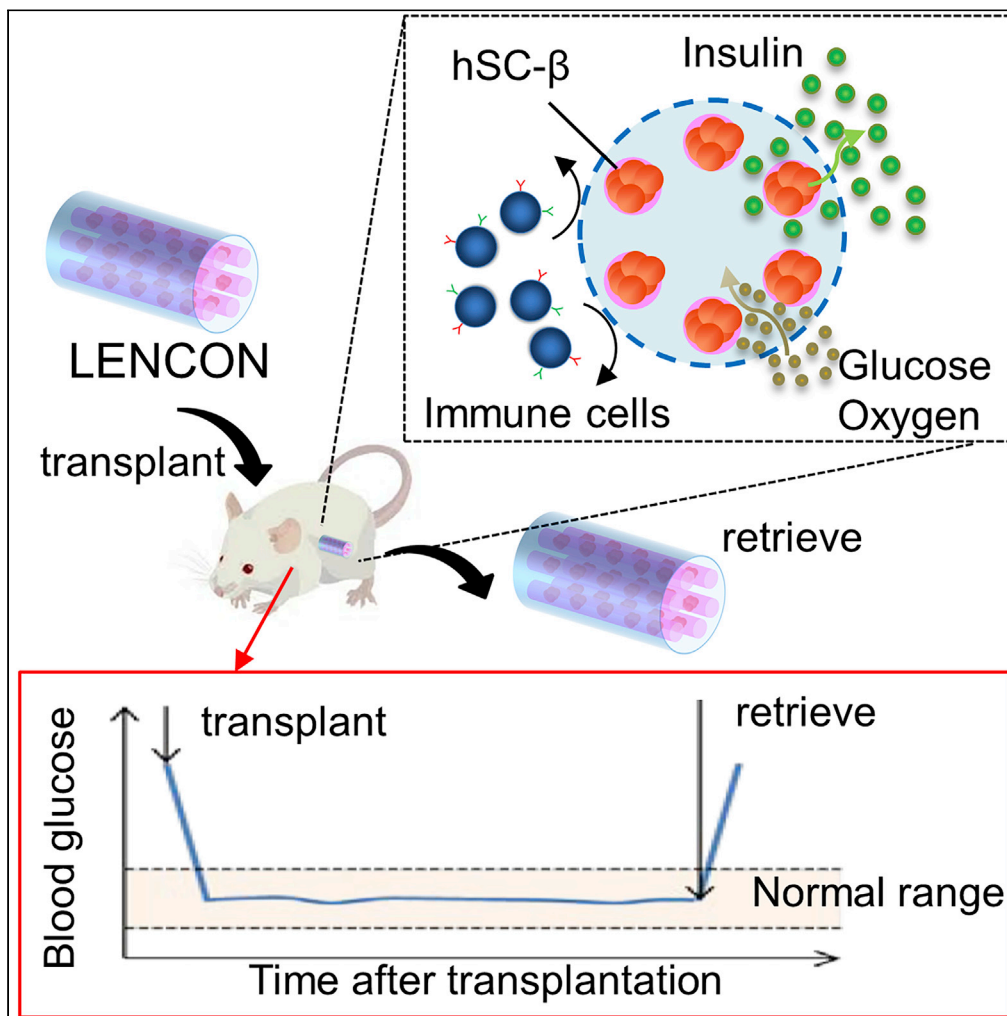 hSC-β
Insulin
LENCON
Immune cells
Glucose
Oxygen
transplant
retrieve
transplant
retrieve
Blood glucose
Normal range
Time after transplantation